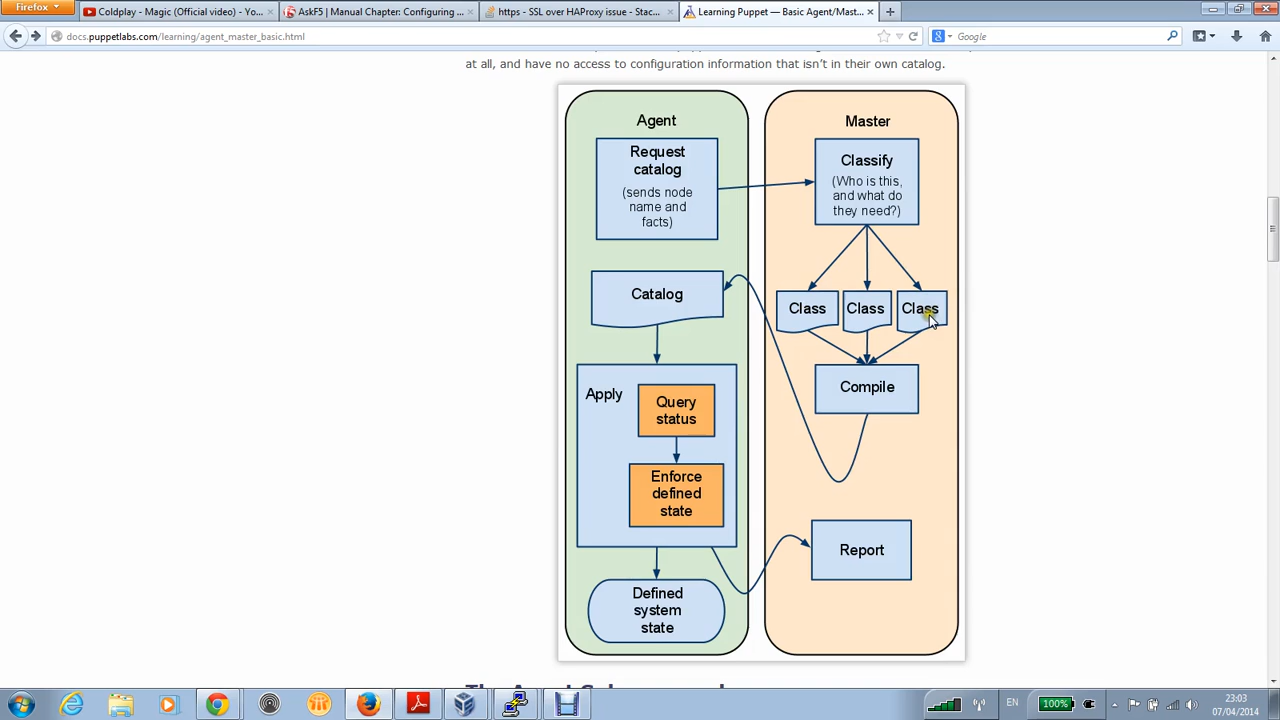 Firefox
Coldplay - Magic (Official video) - Yo...
AskF5 | Manual Chapter: Configuring ...
https - SSL over HAProxy issue - Stac...
Learning Puppet — Basic Agent/Mast...
docs.puppetlabs.com/learning/agent_master_basic.html
Google
at all, and have no access to configuration information that isn't in their own catalog.
Agent
Request
catalog
(sends node
name and
facts)
Catalog
Apply
Query
status
Enforce
defined
state
Defined
system
state
Master
Classify
(Who is this,
and what do
they need?)
Class
Class
Class
Compile
Report
EN
100%
23:03
07/04/2014